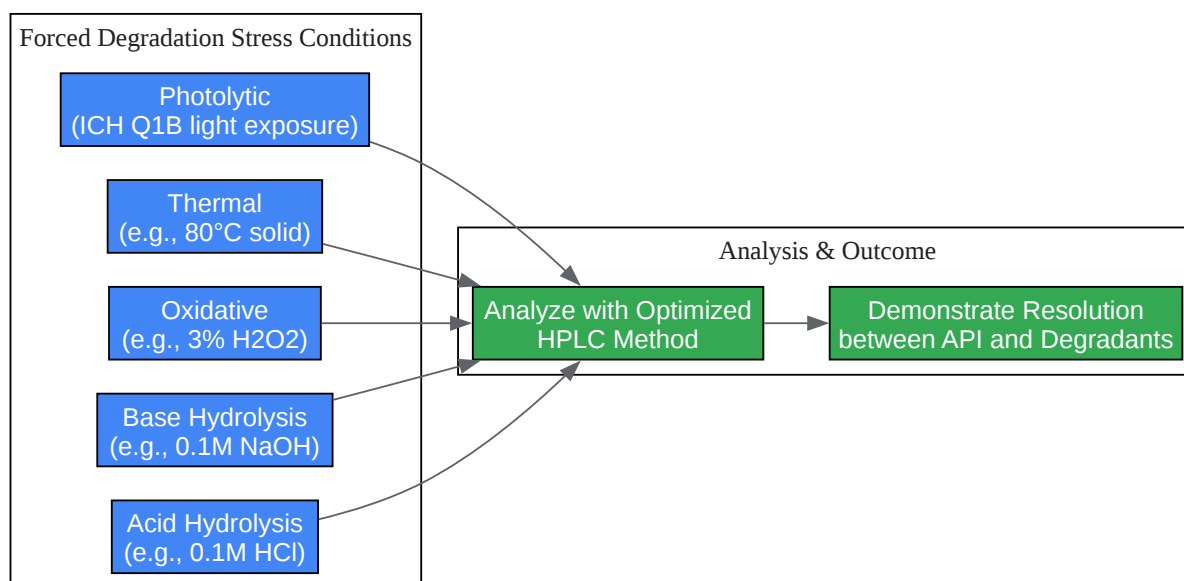 Forced Degradation Stress Conditions
Photolytic
(ICH Q1B light exposure)
Thermal
(e.g., 80°C solid)
Oxidative
(e.g., 3% H2O2)
Base Hydrolysis
(e.g., 0.1M NaOH)
Acid Hydrolysis
(e.g., 0.1M HCl)
Analysis & Outcome
Analyze with Optimized
HPLC Method
Demonstrate Resolution
between API and Degradants